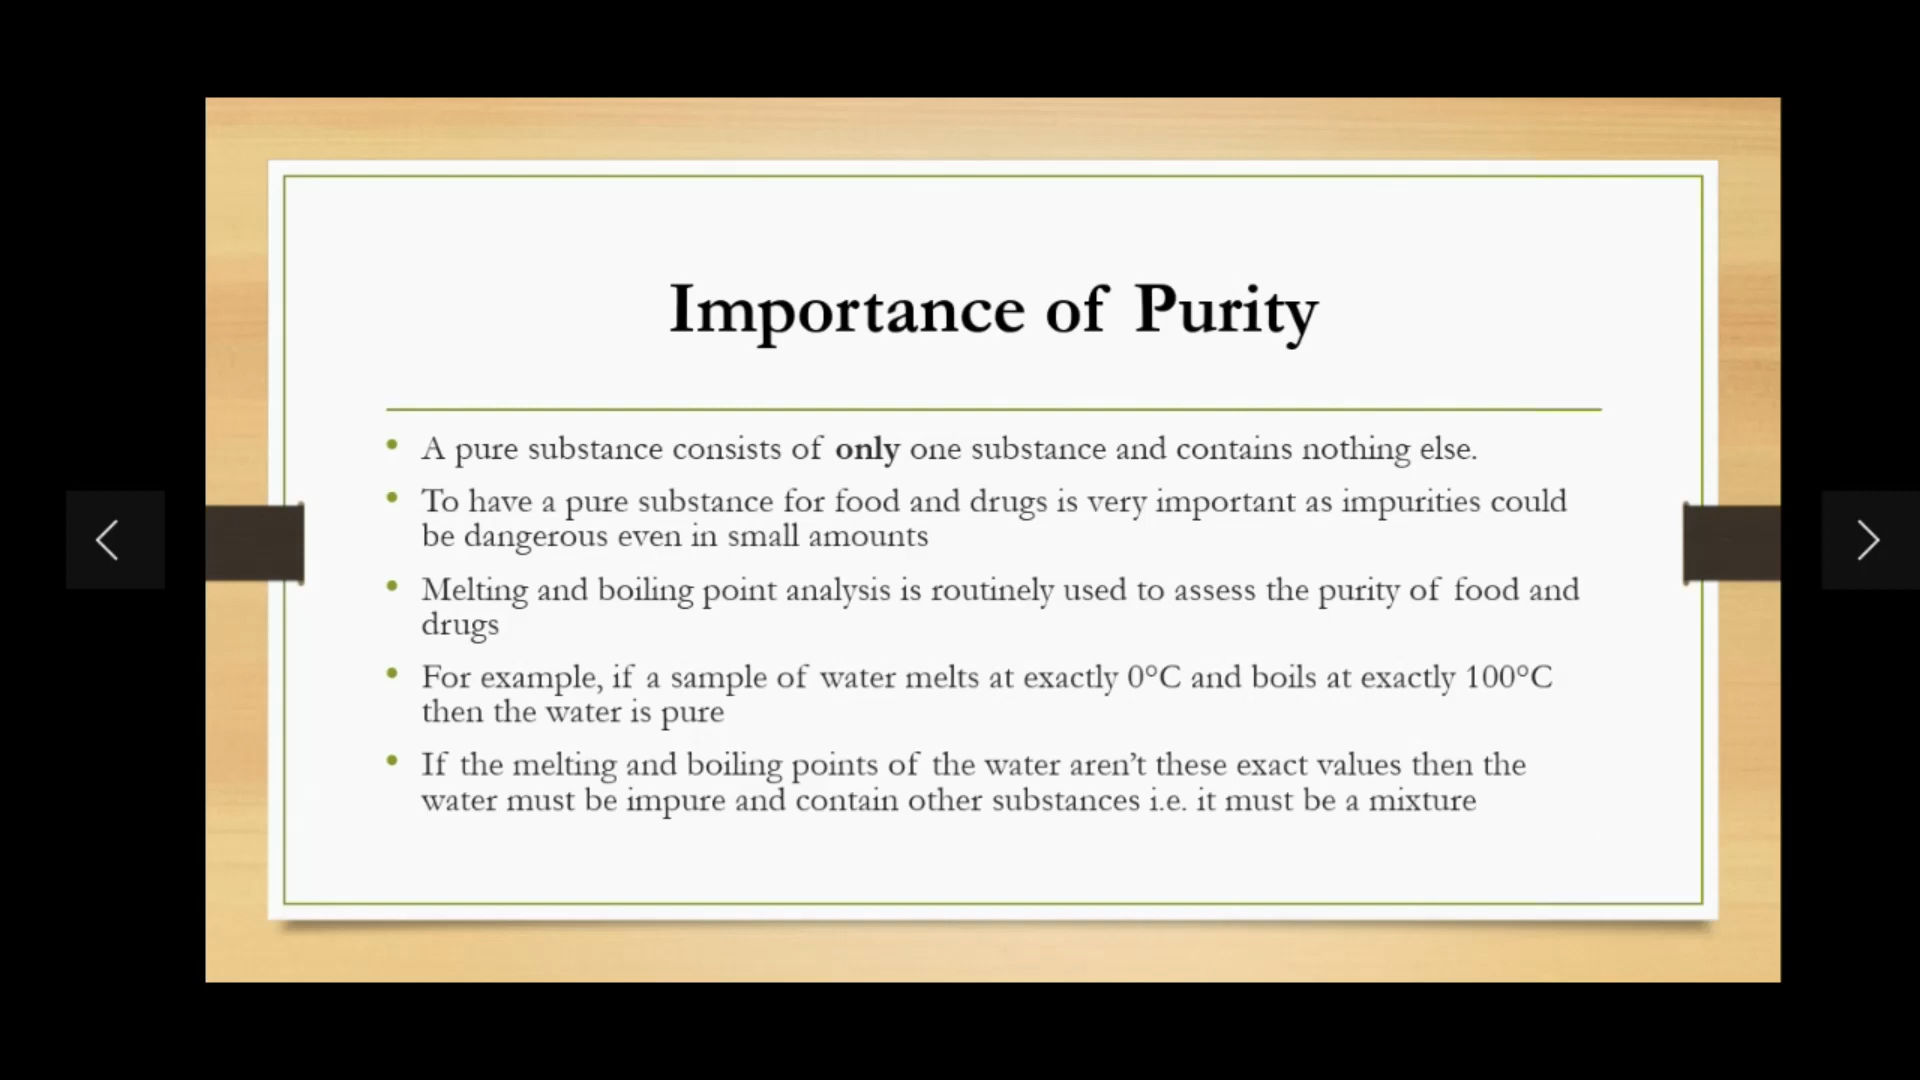 Importance of Purity
• A pure substance consists of only one substance and contains nothing else.
• To have a pure substance for food and drugs is very important as impurities could
be dangerous even in small amounts
• Melting and boiling point analysis is routinely used to assess the purity of food and
drugs
• For example, if a sample of water melts at exactly 0°C and boils at exactly 100°C
then the water is pure
• If the melting and boiling points of the water aren’t these exact values then the
water must be impure and contain other substances i.e. it must be a mixture